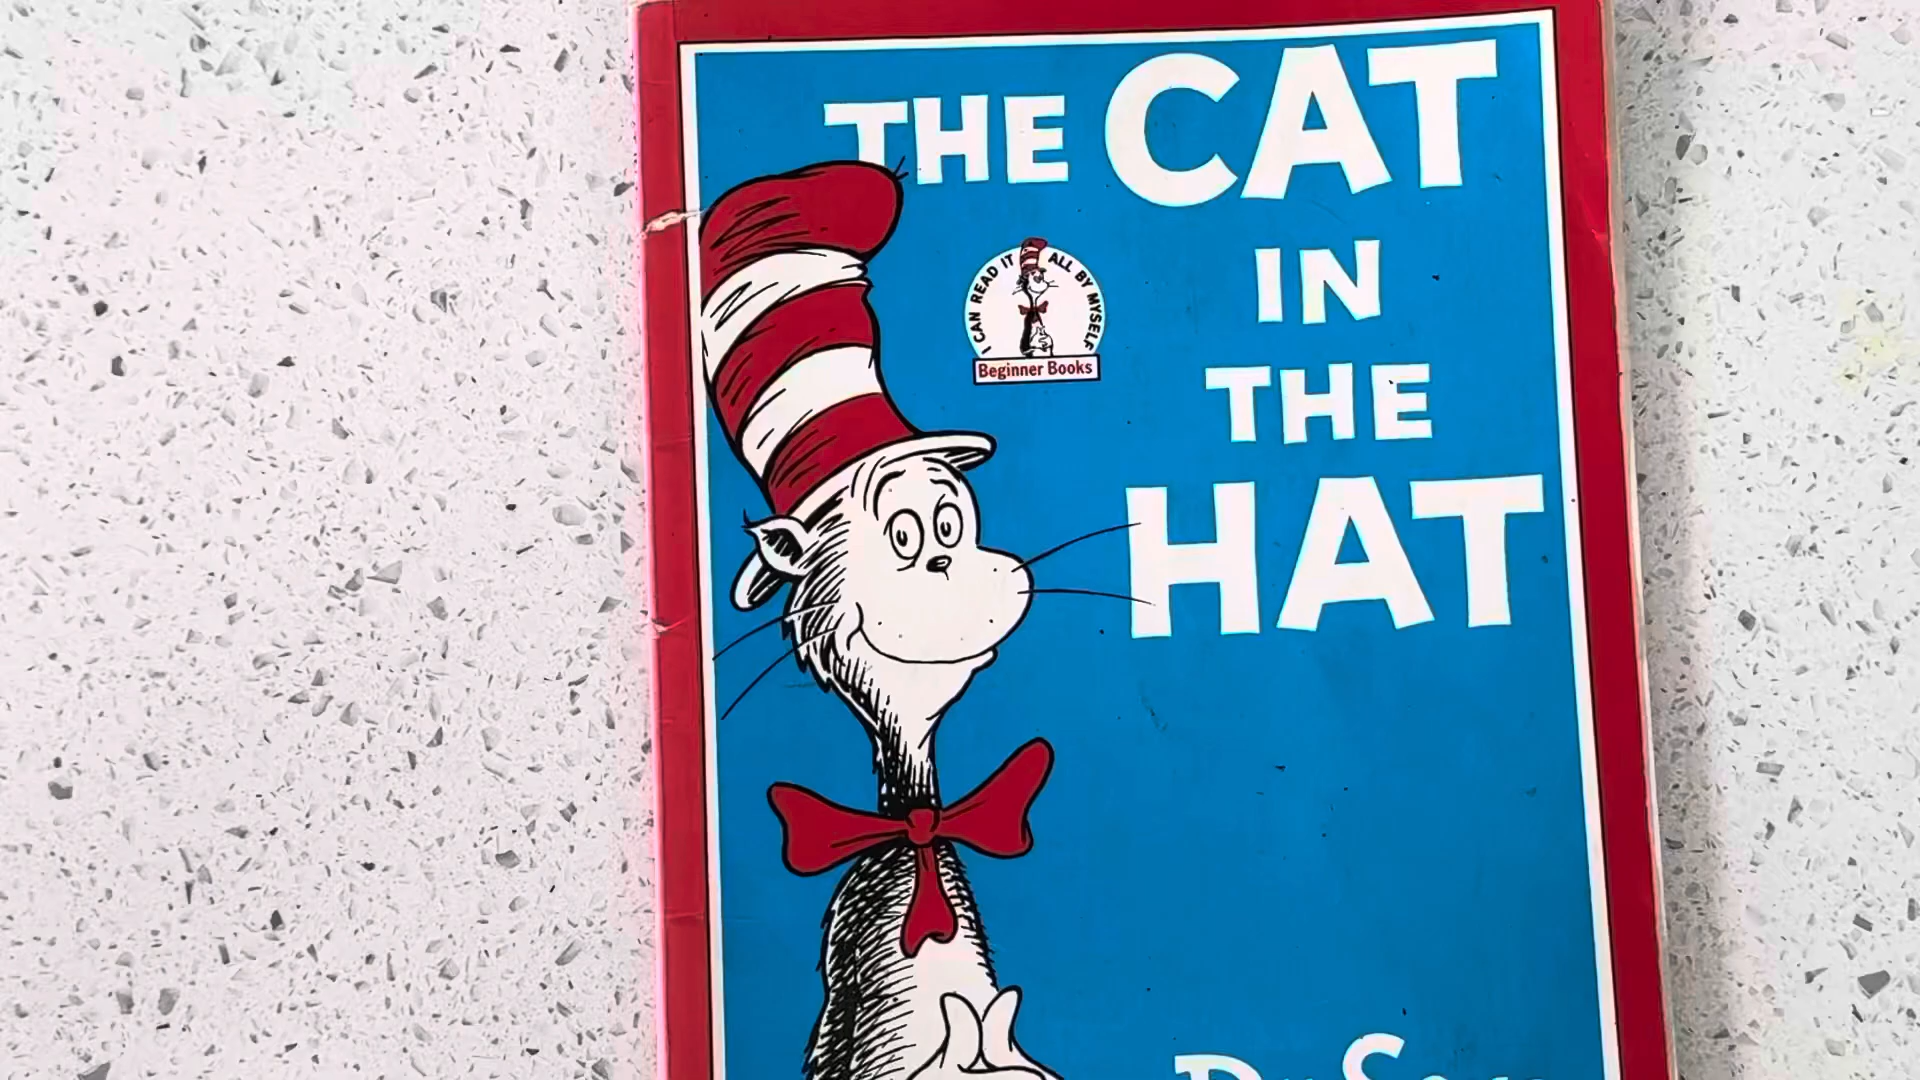 THE CAT
IN
THE
HAT
I CAN READ IT ALL BY MYSELF
Beginner Books